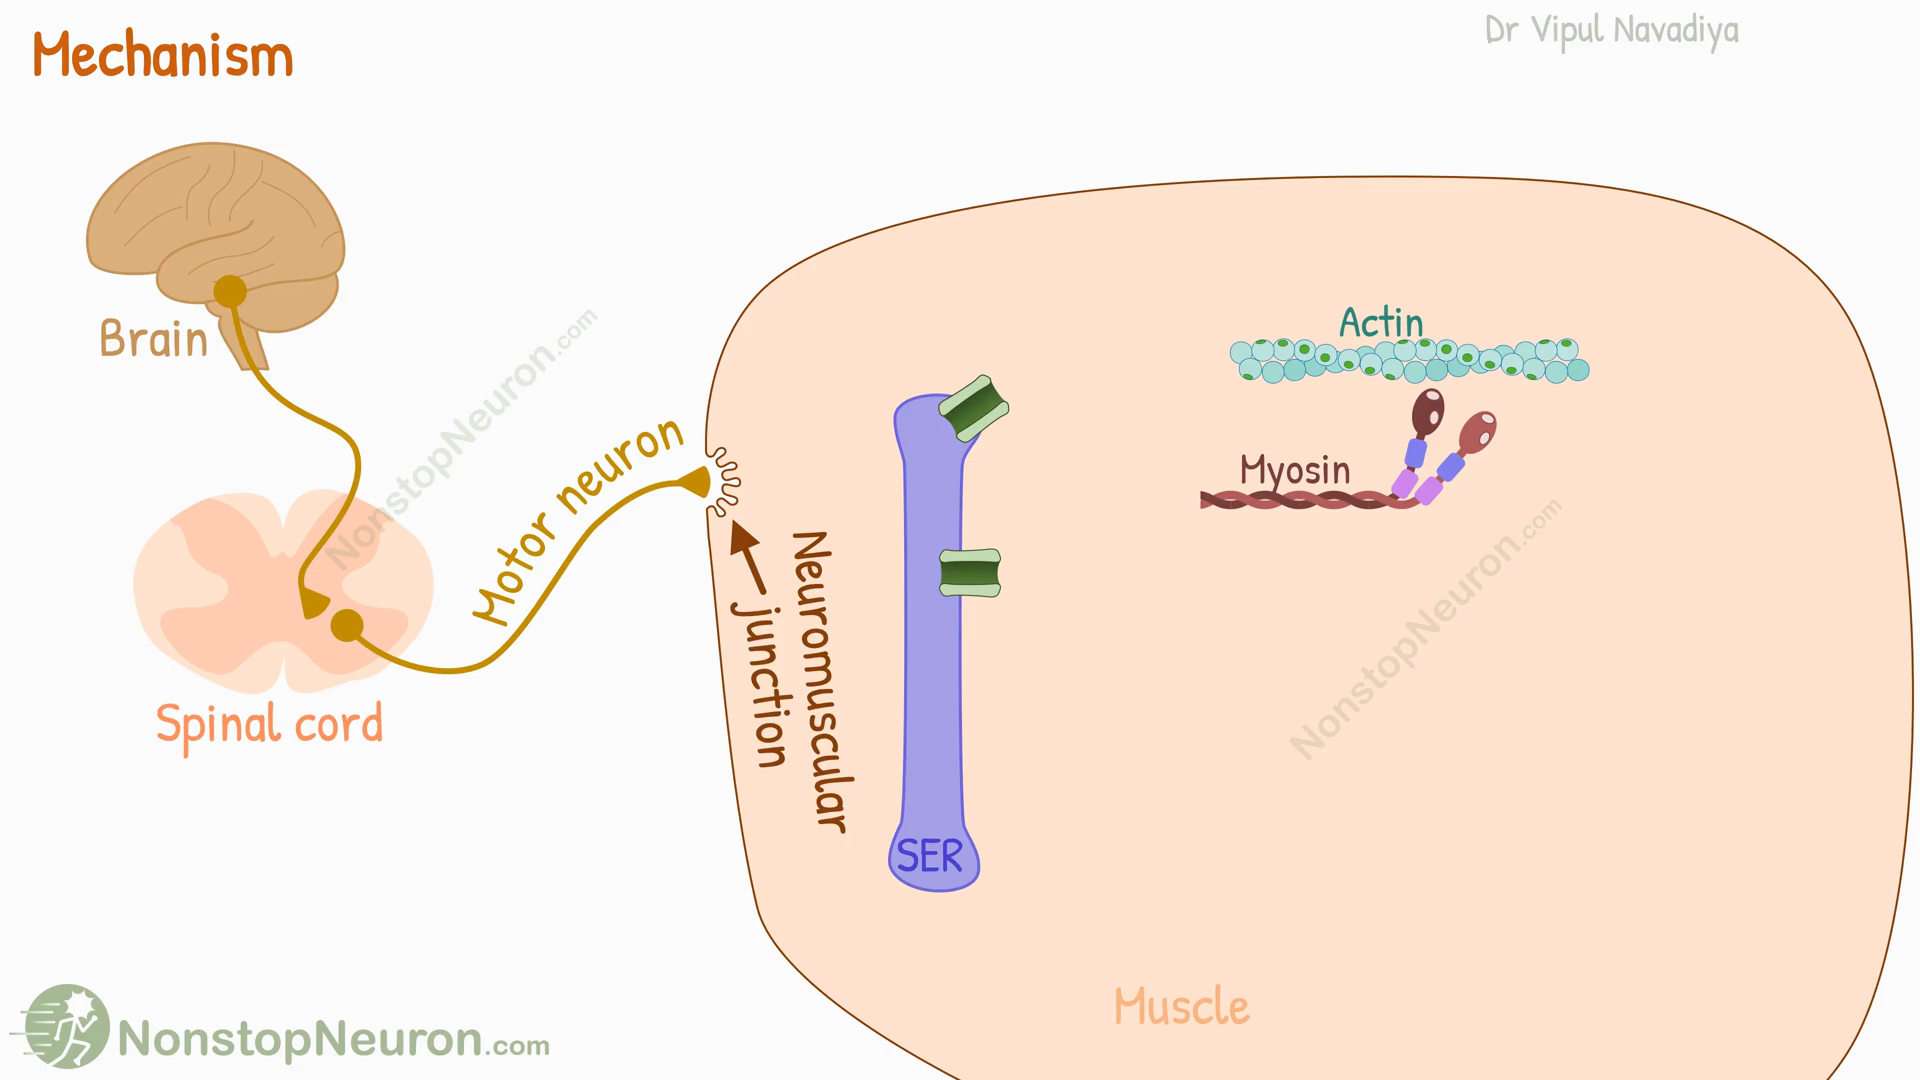 Mechanism
Dr Vipul Navadiya
Brain
Spinal cord
Motor neuron
Neuromuscular
junction
SER
Actin
Myosin
Muscle
NonstopNeuron.com
NonstopNeuron.com
NonstopNeuron.com